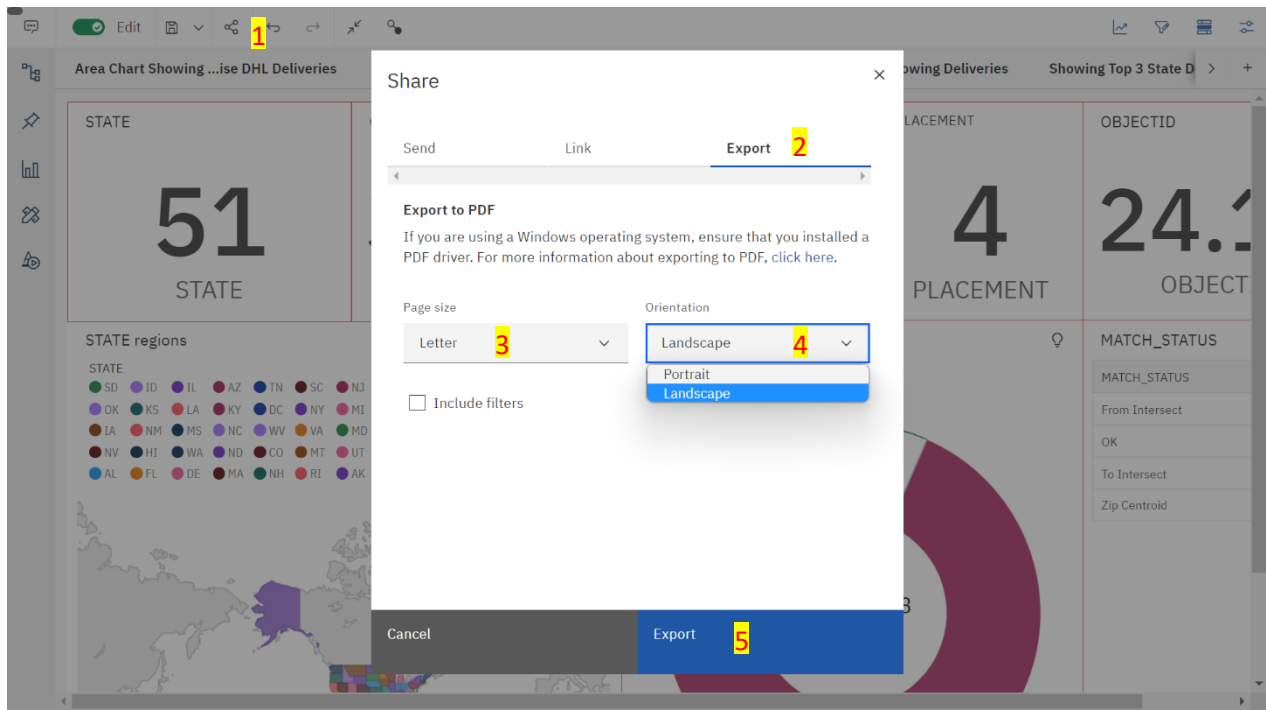 Edit
1
Area Chart Showing ...ise DHL Deliveries
owing Deliveries
Showing Top 3 State D
Share
Send
Link
Export
2
STATE
LACEMENT
OBJECTID
51
4
24.1
STATE
PLACEMENT
OBJECT
Export to PDF
If you are using a Windows operating system, ensure that you installed a
PDF driver. For more information about exporting to PDF, click here.
Page size
Orientation
Letter
3
Landscape
4
Portrait
Landscape
Include filters
STATE regions
STATE
SD ID IL AZ TN SC NJ
OK KS LA KY DC NY MI
IA NM MS NC WV VA MD
NV HI WA ND CO MT UT
AL FL DE MA NH RI AK
MATCH_STATUS
MATCH_STATUS
From Intersect
OK
To Intersect
Zip Centroid
Cancel
Export
5